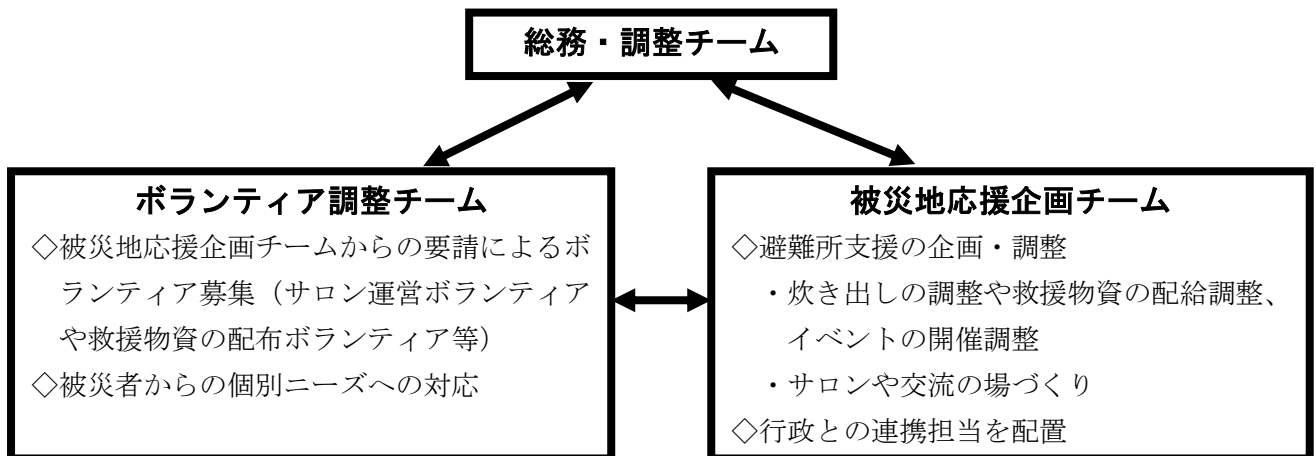 総務・調整チーム
ボランティア調整チーム
◇被災地応援企画チームからの要請によるボ
ランティア募集（サロン運営ボランティア
や救援物資の配布ボランティア等）
◇被災者からの個別ニーズへの対応
被災地応援企画チーム
◇避難所支援の企画・調整
・炊き出しの調整や救援物資の配給調整、
イベントの開催調整
・サロンや交流の場づくり
◇行政との連携担当を配置